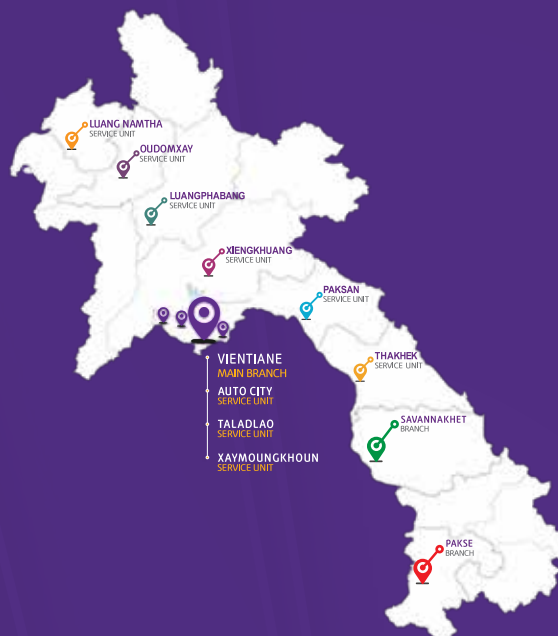 LUANG NAMTHA
SERVICE UNIT
OUDOMXAY
SERVICE UNIT
LUANGPHABANG
SERVICE UNIT
XIENGKHUANG
SERVICE UNIT
PAKSAN
SERVICE UNIT
VIENTIANE
MAIN BRANCH
AUTO CITY
SERVICE UNIT
TALADLAO
SERVICE UNIT
XAYMOUNGKHOUN
SERVICE UNIT
THAKHEK
SERVICE UNIT
SAVANNAKHET
BRANCH
PAKSE
BRANCH